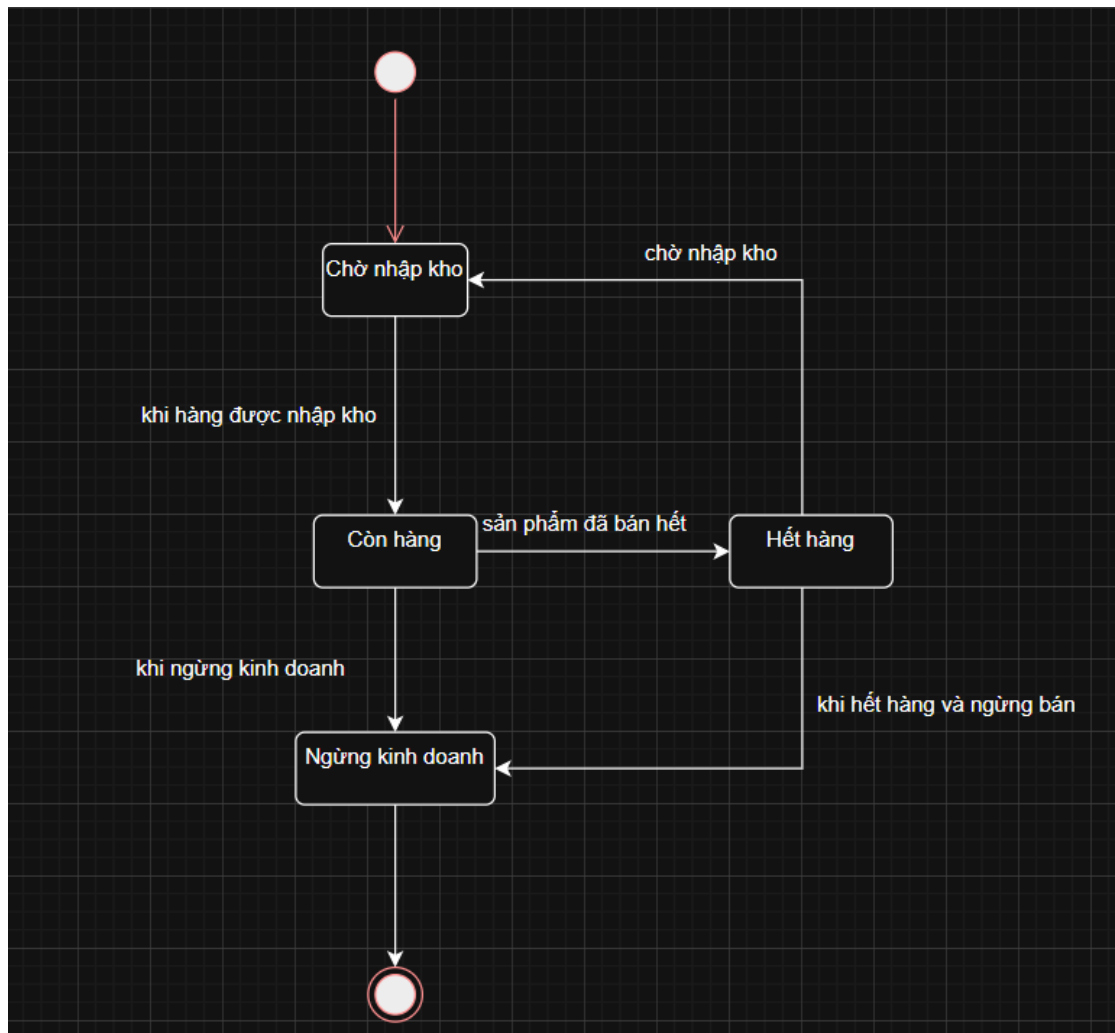 chờ nhập kho
Chờ nhập kho
khi hàng được nhập kho
sản phẩm đã bán hết
Còn hàng
Hết hàng
khi ngừng kinh doanh
khi hết hàng và ngừng bán
Ngừng kinh doanh